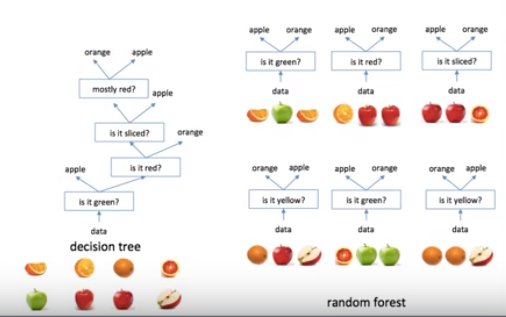 orange apple
mostly red?
apple
is it sliced?
orange
is it red?
apple
is it green?
data
decision tree
apple orange
is it green?
data
apple orange
is it red?
data
apple orange
is it sliced?
data
orange apple
is it yellow?
data
apple orange
is it green?
data
orange apple
is it yellow?
data
random forest